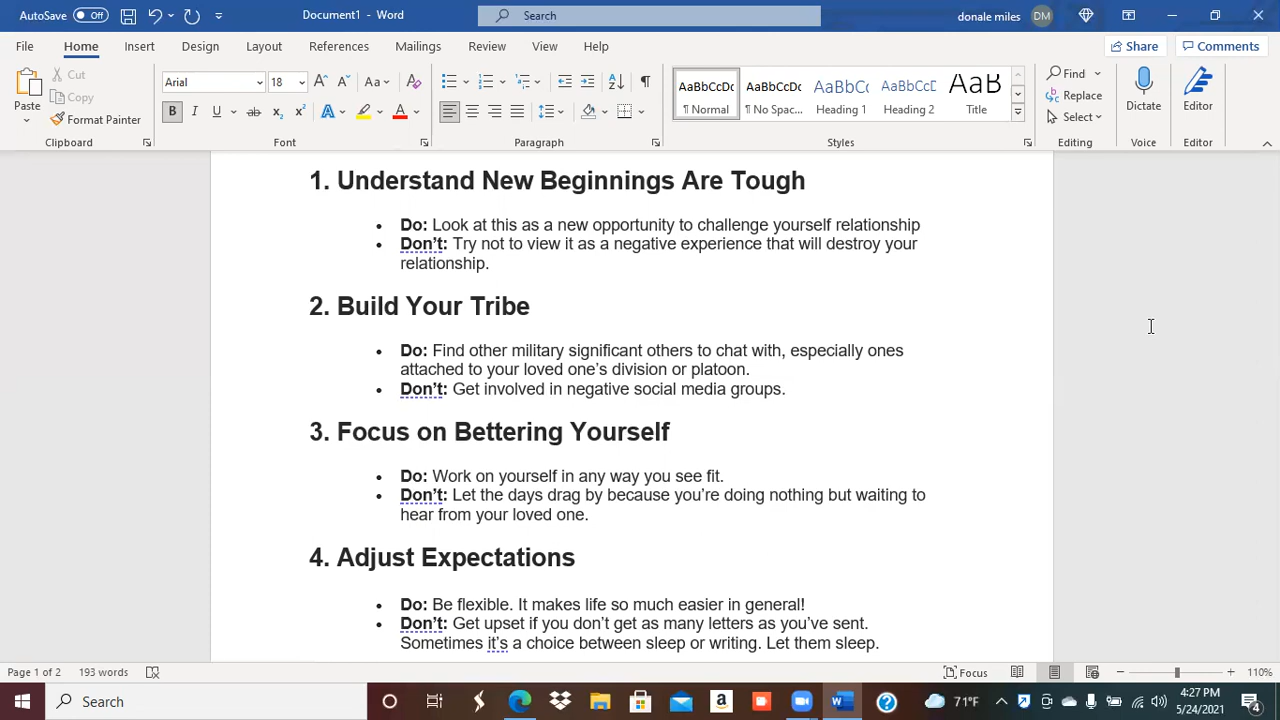 AutoSave Off Document1 - Word Search donale miles DM
File Home Insert Design Layout References Mailings Review View Help Share Comments
Paste Cut Copy Format Painter Clipboard
Arial 18 Aa A A B I U ab x₂ x² A A Font
Paragraph
AaBbCcDc ¶ Normal AaBbCcDc ¶ No Spac... AaBbCc Heading 1 AaBbCcD Heading 2 AaB Title Styles
Find Replace Select Editing
Dictate Voice
Editor Editor
1. Understand New Beginnings Are Tough
• Do: Look at this as a new opportunity to challenge yourself relationship
• Don’t: Try not to view it as a negative experience that will destroy your
relationship.
2. Build Your Tribe
• Do: Find other military significant others to chat with, especially ones
attached to your loved one’s division or platoon.
• Don’t: Get involved in negative social media groups.
3. Focus on Bettering Yourself
• Do: Work on yourself in any way you see fit.
• Don’t: Let the days drag by because you’re doing nothing but waiting to
hear from your loved one.
4. Adjust Expectations
• Do: Be flexible. It makes life so much easier in general!
• Don’t: Get upset if you don’t get as many letters as you’ve sent.
Sometimes it’s a choice between sleep or writing. Let them sleep.
Page 1 of 2 193 words Focus 110%
Search 71°F 4:27 PM
5/24/2021 4